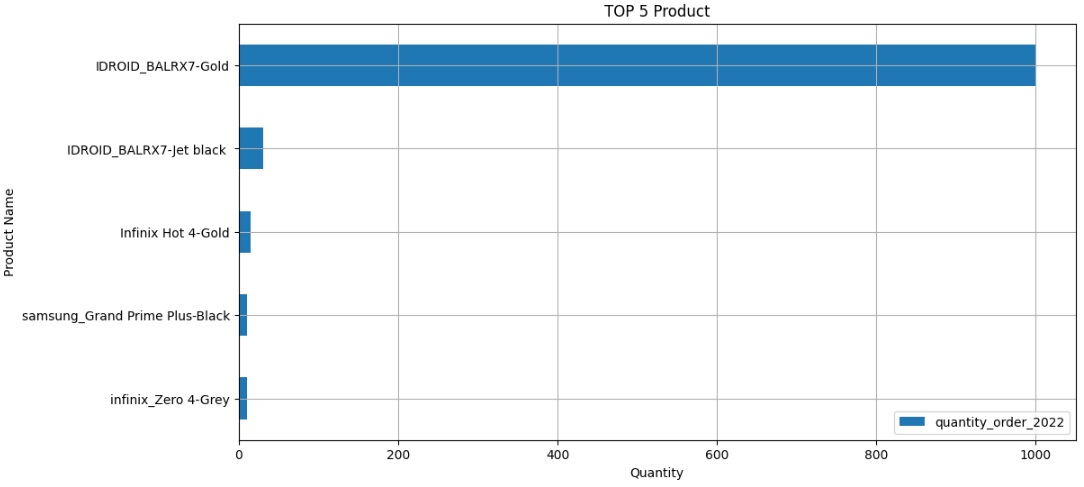 TOP 5 Product
IDROID_BALRX7-Gold
IDROID_BALRX7-Jet black
Infinix Hot 4-Gold
samsung_Grand Prime Plus-Black
infinix_Zero 4-Grey
Product Name
quantity_order_2022
0 200 400 600 800 1000
Quantity